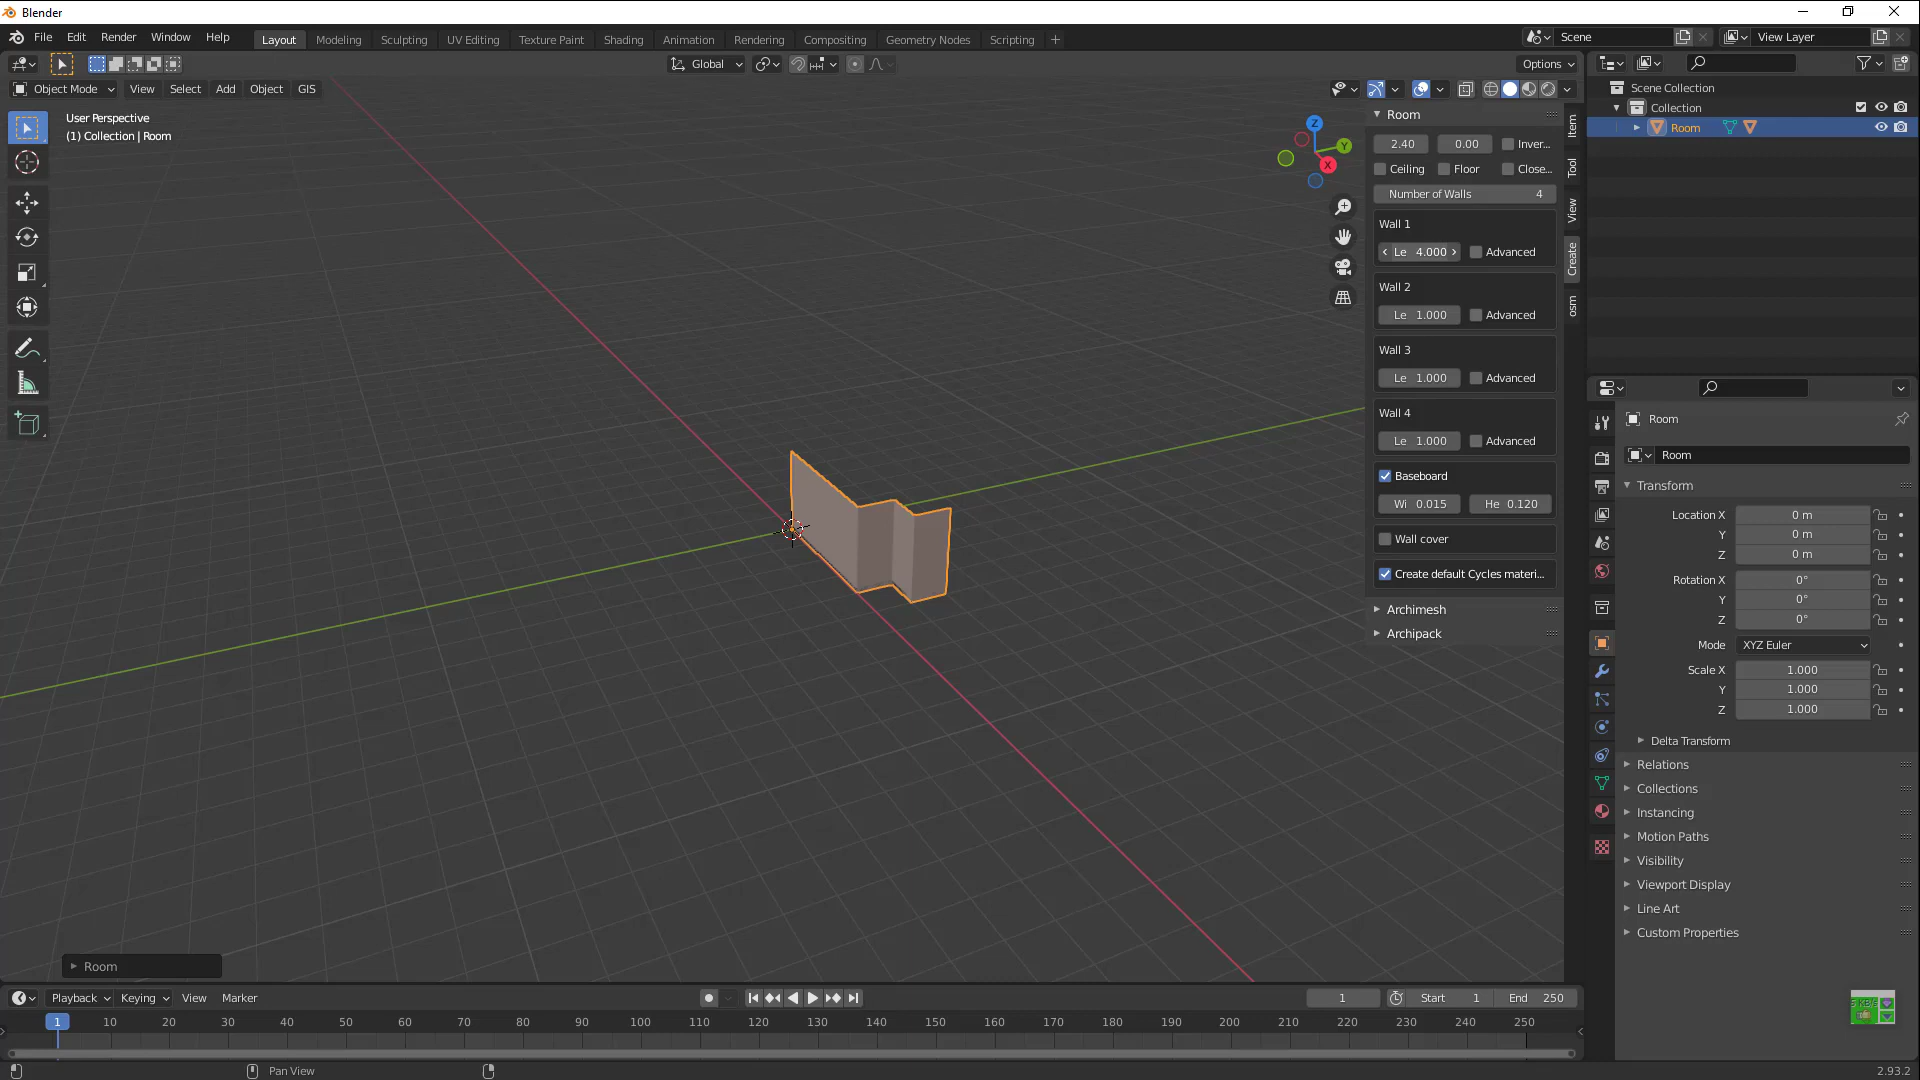 Blender
File Edit Render Window Help
Layout Modeling Sculpting UV Editing Texture Paint Shading Animation Rendering Compositing Geometry Nodes Scripting +
Scene
View Layer
Global
Options
Object Mode View Select Add Object GIS
User Perspective
(1) Collection | Room
Z
Y
X
Room
2.40 0.00 Inver...
Ceiling Floor Close...
Number of Walls 4
Wall 1
Le 4.000 Advanced
Wall 2
Le 1.000 Advanced
Wall 3
Le 1.000 Advanced
Wall 4
Le 1.000 Advanced
Baseboard
Wi 0.015 He 0.120
Wall cover
Create default Cycles materi...
Archimesh
Archipack
Item
Tool
View
Create
osm
Scene Collection
Collection
Room
Room
Room
Transform
Location X 0 m
Y 0 m
Z 0 m
Rotation X 0°
Y 0°
Z 0°
Mode XYZ Euler
Scale X 1.000
Y 1.000
Z 1.000
Delta Transform
Relations
Collections
Instancing
Motion Paths
Visibility
Viewport Display
Line Art
Custom Properties
Room
Playback Keying View Marker
1 Start 1 End 250
1 10 20 30 40 50 60 70 80 90 100 110 120 130 140 150 160 170 180 190 200 210 220 230 240 250
Pan View
2.93.2